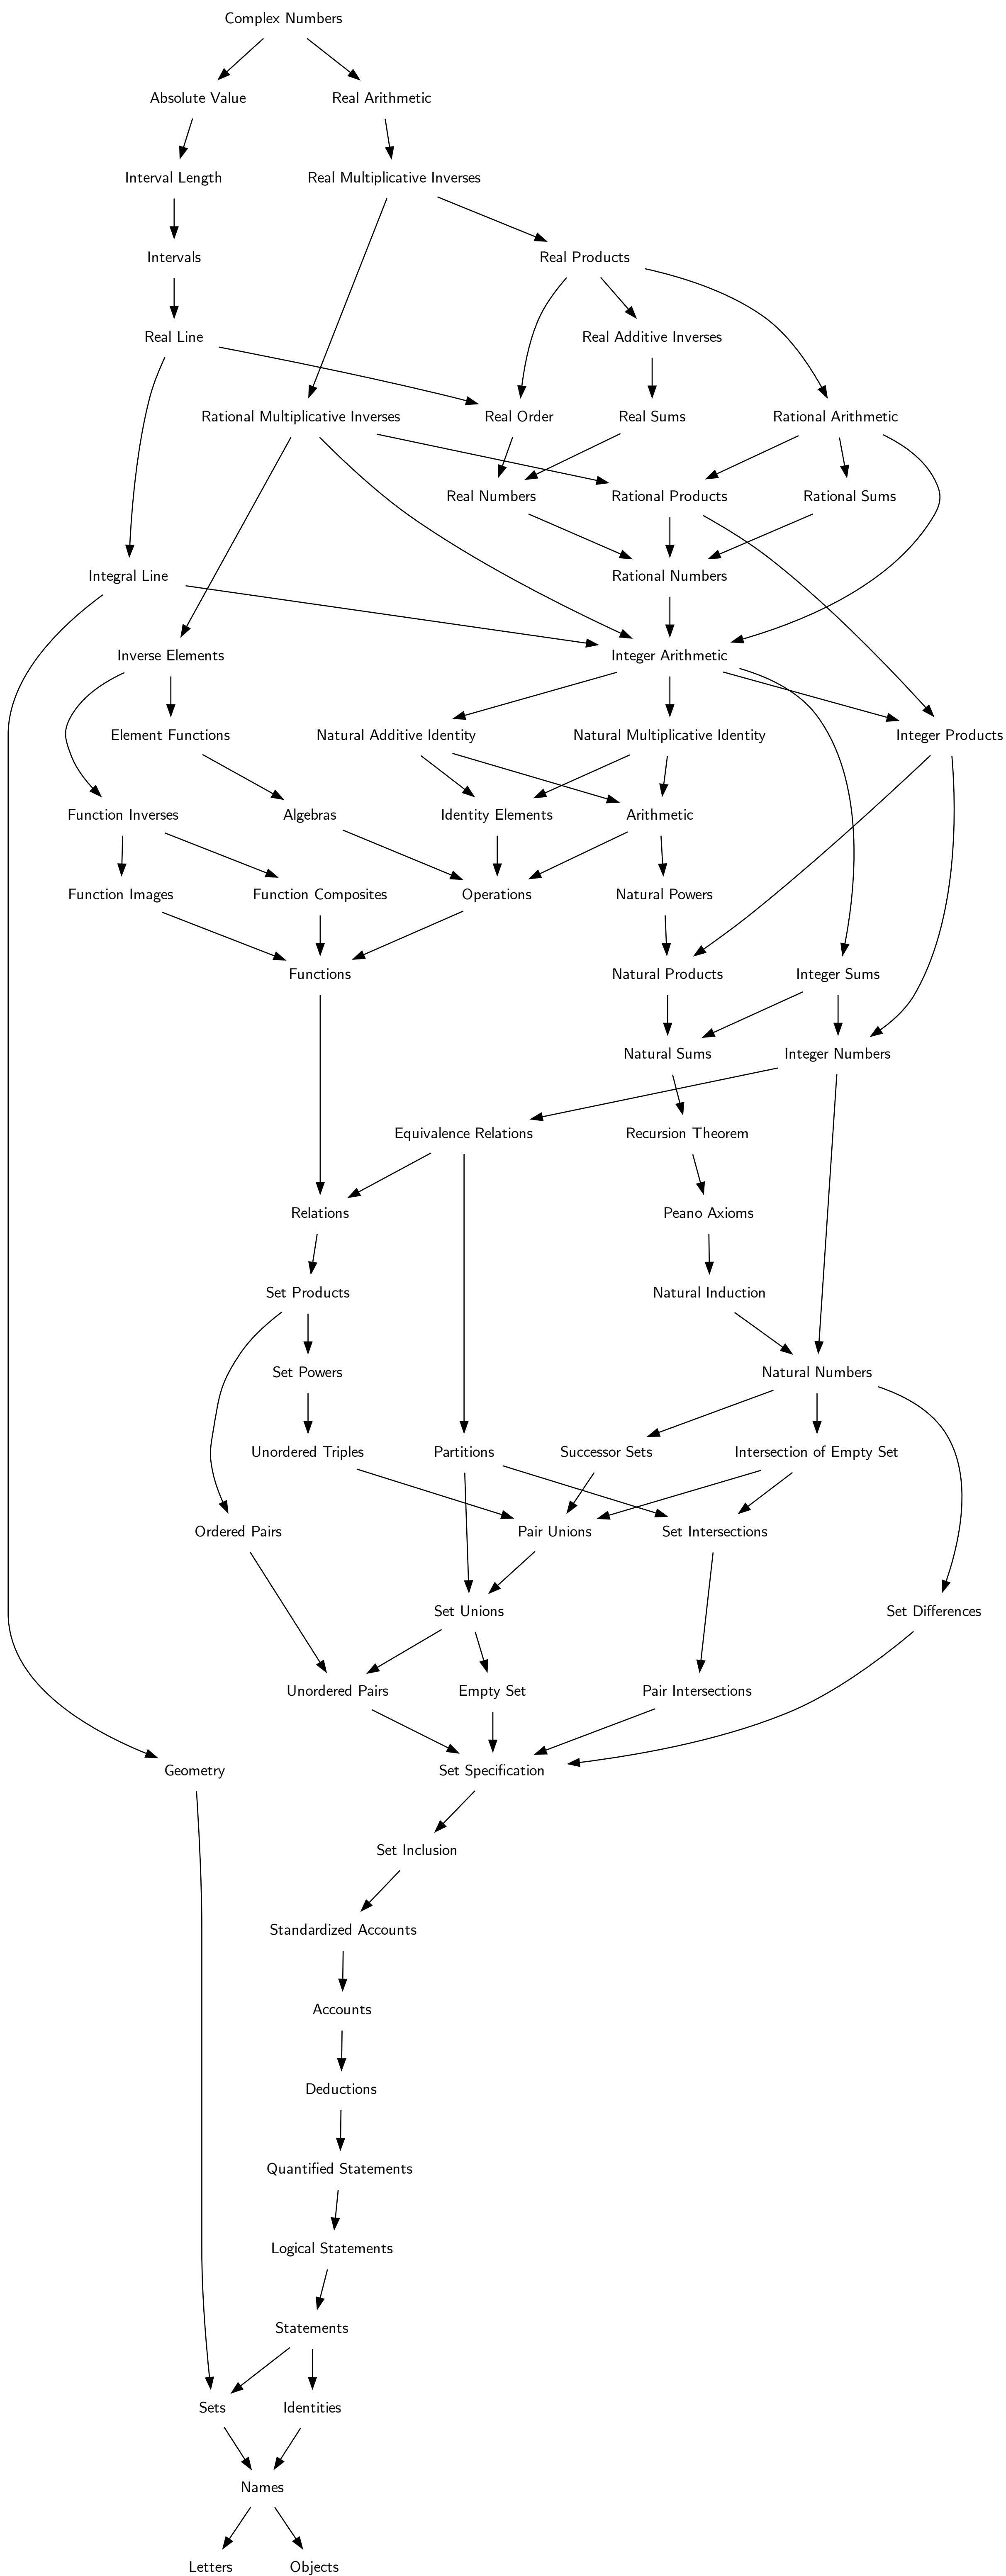 Complex Numbers
Absolute Value
Real Arithmetic
Interval Length
Real Multiplicative Inverses
Intervals
Real Products
Real Line
Real Additive Inverses
Rational Multiplicative Inverses
Real Order
Real Sums
Rational Arithmetic
Real Numbers
Rational Products
Rational Sums
Integral Line
Rational Numbers
Inverse Elements
Integer Arithmetic
Element Functions
Natural Additive Identity
Natural Multiplicative Identity
Integer Products
Function Inverses
Algebras
Identity Elements
Arithmetic
Function Images
Function Composites
Operations
Natural Powers
Functions
Natural Products
Integer Sums
Natural Sums
Integer Numbers
Equivalence Relations
Recursion Theorem
Relations
Peano Axioms
Set Products
Natural Induction
Set Powers
Natural Numbers
Unordered Triples
Partitions
Successor Sets
Intersection of Empty Set
Ordered Pairs
Pair Unions
Set Intersections
Set Unions
Set Differences
Unordered Pairs
Empty Set
Pair Intersections
Geometry
Set Specification
Set Inclusion
Standardized Accounts
Accounts
Deductions
Quantified Statements
Logical Statements
Statements
Sets
Identities
Names
Letters
Objects